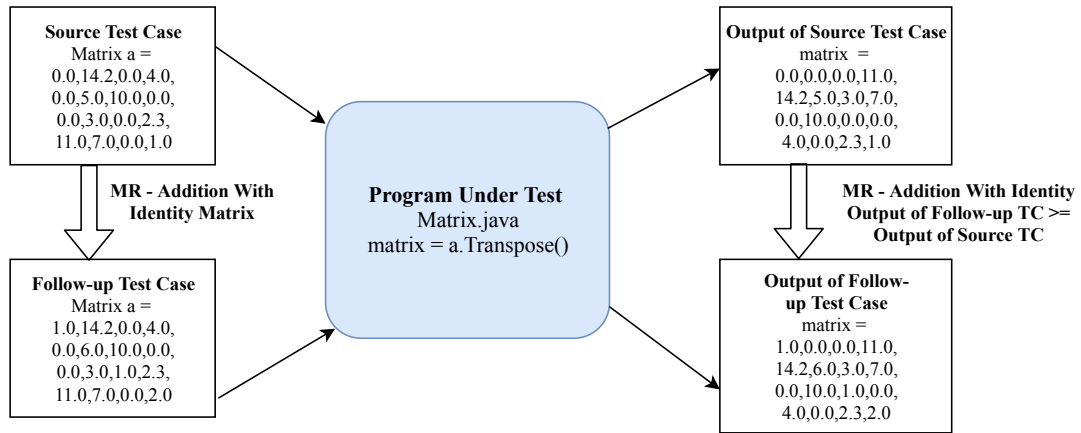 Source Test Case
Matrix a =
0.0,14.2,0.0,4.0,
0.0,5.0,10.0,0.0,
0.0,3.0,0.0,2.3,
11.0,7.0,0.0,1.0
MR - Addition With
Identity Matrix
Follow-up Test Case
Matrix a =
1.0,14.2,0.0,4.0,
0.0,6.0,10.0,0.0,
0.0,3.0,1.0,2.3,
11.0,7.0,0.0,2.0
Program Under Test
Matrix.java
matrix = a.Transpose()
Output of Source Test Case
matrix =
0.0,0.0,0.0,11.0,
14.2,5.0,3.0,7.0,
0.0,10.0,0.0,0.0,
4.0,0.0,2.3,1.0
MR - Addition With Identity
Output of Follow-up TC >=
Output of Source TC
Output of Follow-
up Test Case
matrix =
1.0,0.0,0.0,11.0,
14.2,6.0,3.0,7.0,
0.0,10.0,1.0,0.0,
4.0,0.0,2.3,2.0